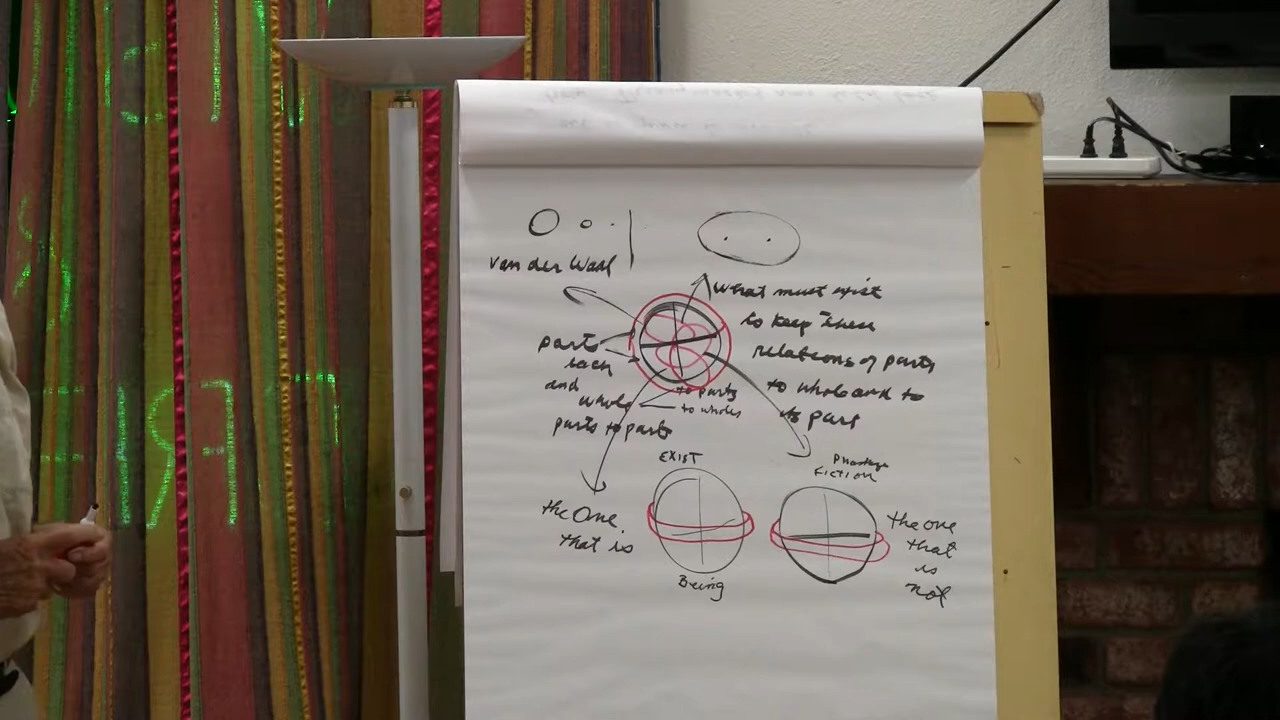 van der Waal
What must exist
to keep these
relations of parts
to whole and to
its part
parts
each
and
whole
to parts
to wholes
parts to parts
EXIST
Fiction
the One
that is
Being
the one
that
is
not